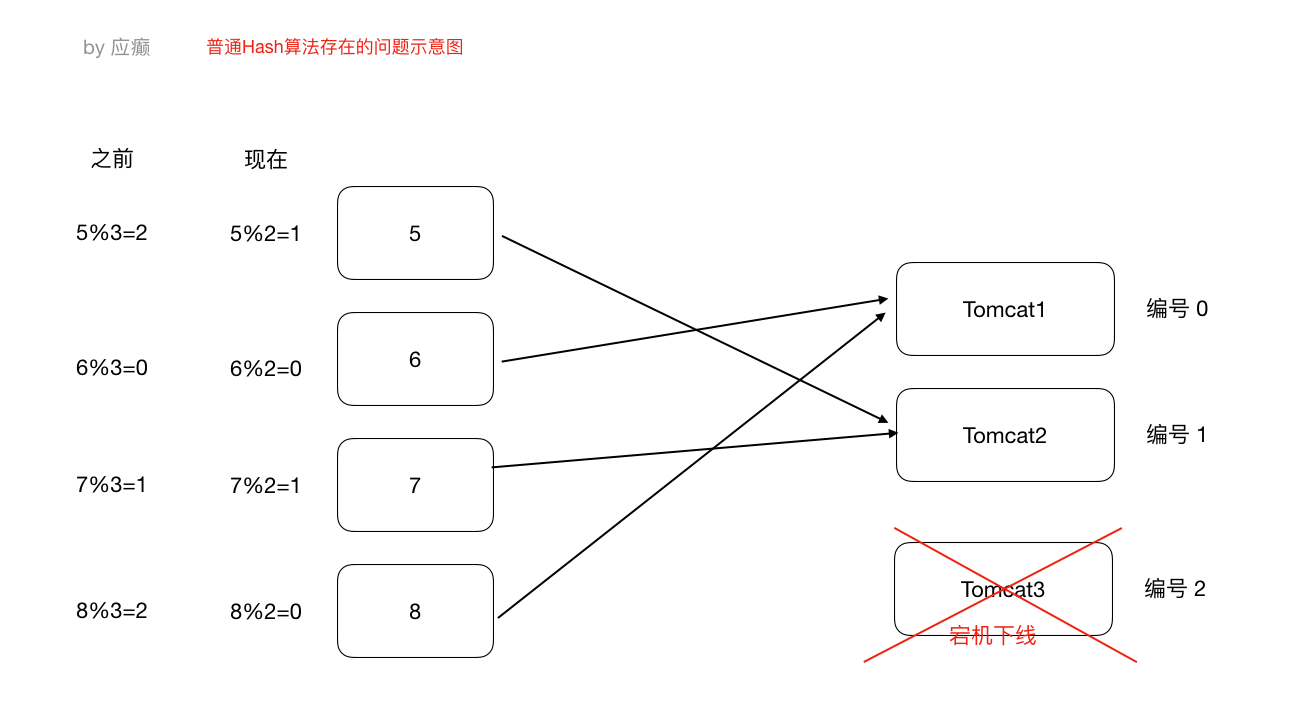 by 应癫 普通Hash算法存在的问题示意图
之前 现在
5%3=2 5%2=1 5
Tomcat1 编号 0
6%3=0 6%2=0 6
Tomcat2 编号 1
7%3=1 7%2=1 7
Tomcat3 编号 2
8%3=2 8%2=0 8
宕机下线